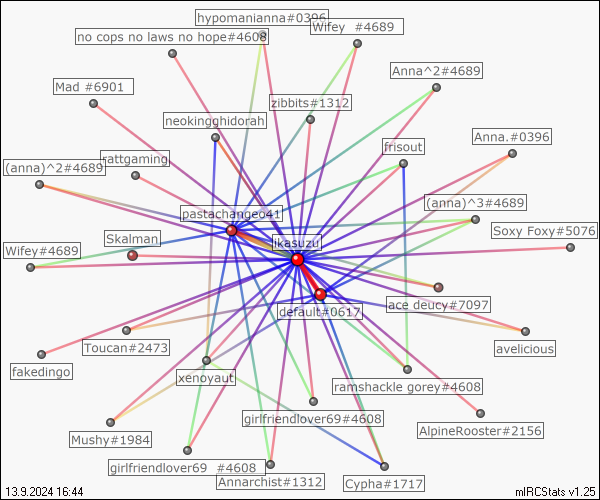 hypomanianna#0396
Wifey #4689
no cops no laws no hope#4608
Anna^2#4689
Mad #6901
zibbits#1312
neokingghidorah
Anna.#0396
frisout
rattgaming
(anna)^2#4689
(anna)^3#4689
pastachangeo41
Soxy Foxy#5076
Skalman
Wifey#4689
ikasuzu
ace deucy#7097
default#0617
Toucan#2473
avelicious
fakedingo
xenoyaut
ramshackle gorey#4608
girlfriendlover69#4608
AlpineRooster#2156
Mushy#1984
girlfriendlover69 #4608
Annarchist#1312
Cypha#1717
13.9.2024 16:44
mIRCStats v1.25